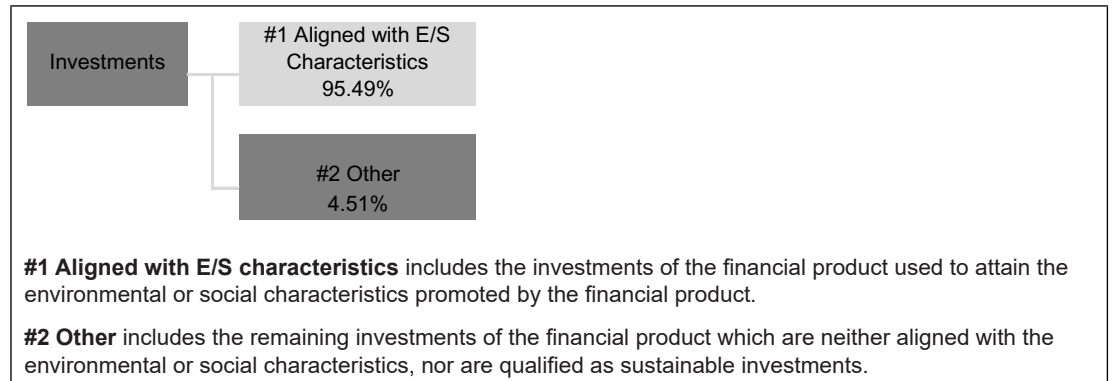 Investments
#1 Aligned with E/S
Characteristics
95.49%
#2 Other
4.51%
#1 Aligned with E/S characteristics includes the investments of the financial product used to attain the
environmental or social characteristics promoted by the financial product.
#2 Other includes the remaining investments of the financial product which are neither aligned with the
environmental or social characteristics, nor are qualified as sustainable investments.